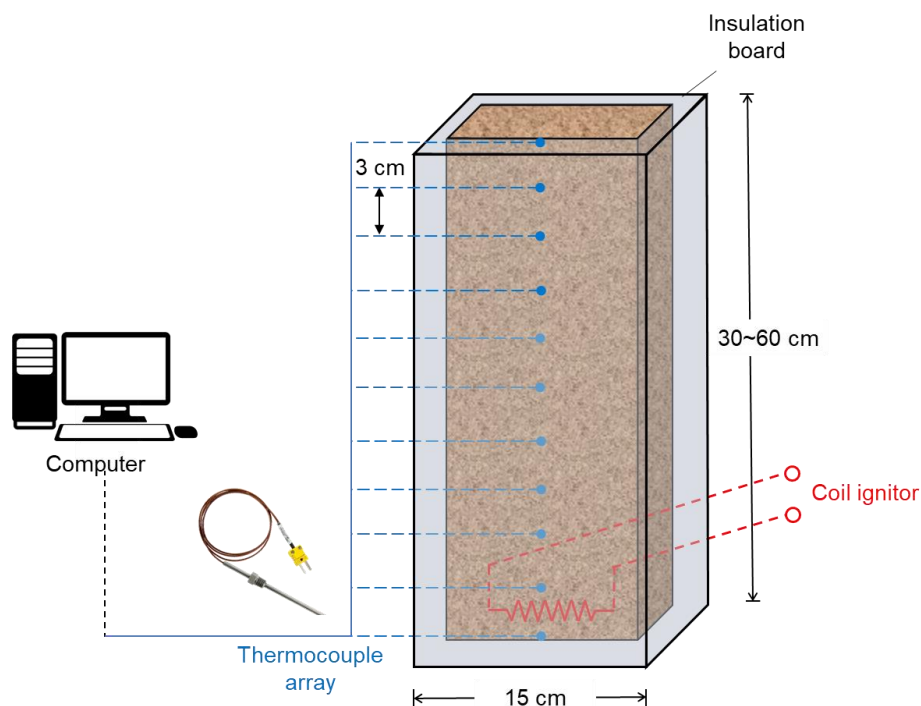 Insulation
board
3 cm
30~60 cm
Computer
Coil ignitor
Thermocouple
array
15 cm